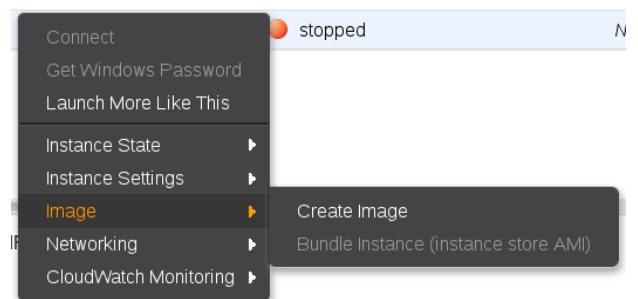 stopped
N
Connect
Get Windows Password
Launch More Like This
Instance State
Instance Settings
Image
Create Image
Bundle Instance (instance store AMI)
Networking
CloudWatch Monitoring